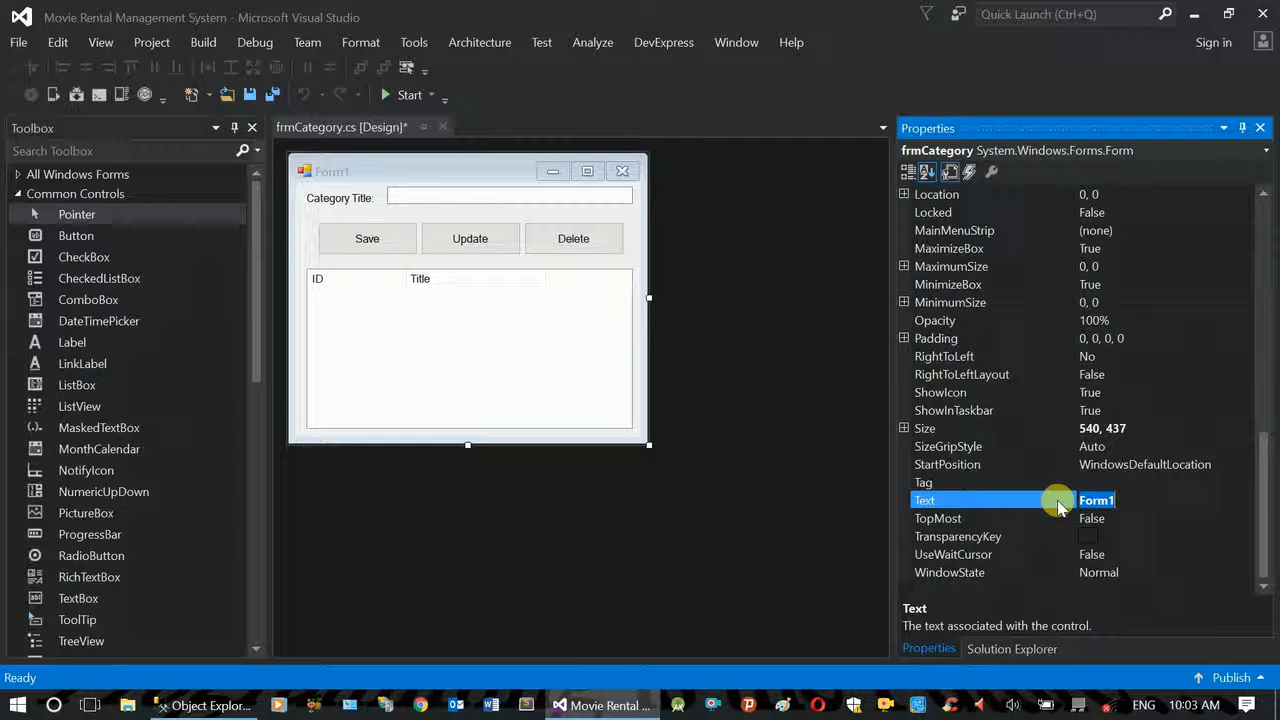 Movie Rental Management System - Microsoft Visual Studio
Quick Launch (Ctrl+Q)
File Edit View Project Build Debug Team Format Tools Architecture Test Analyze DevExpress Window Help
Sign in
Start
Toolbox
Search Toolbox
All Windows Forms
Common Controls
Pointer
Button
CheckBox
CheckedListBox
ComboBox
DateTimePicker
Label
LinkLabel
ListBox
ListView
MaskedTextBox
MonthCalendar
NotifyIcon
NumericUpDown
PictureBox
ProgressBar
RadioButton
RichTextBox
TextBox
ToolTip
TreeView
frmCategory.cs [Design]*
Form1
Category Title:
Save Update Delete
ID Title
Properties
frmCategory System.Windows.Forms.Form
Location 0, 0
Locked False
MainMenuStrip (none)
MaximizeBox True
MaximumSize 0, 0
MinimizeBox True
MinimumSize 0, 0
Opacity 100%
Padding 0, 0, 0, 0
RightToLeft No
RightToLeftLayout False
ShowIcon True
ShowInTaskbar True
Size 540, 437
SizeGripStyle Auto
StartPosition WindowsDefaultLocation
Tag
Text Form1
TopMost False
TransparencyKey
UseWaitCursor False
WindowState Normal
Text
The text associated with the control.
Properties Solution Explorer
Ready
Publish
Object Explor...
Movie Rental ...
ENG 10:03 AM